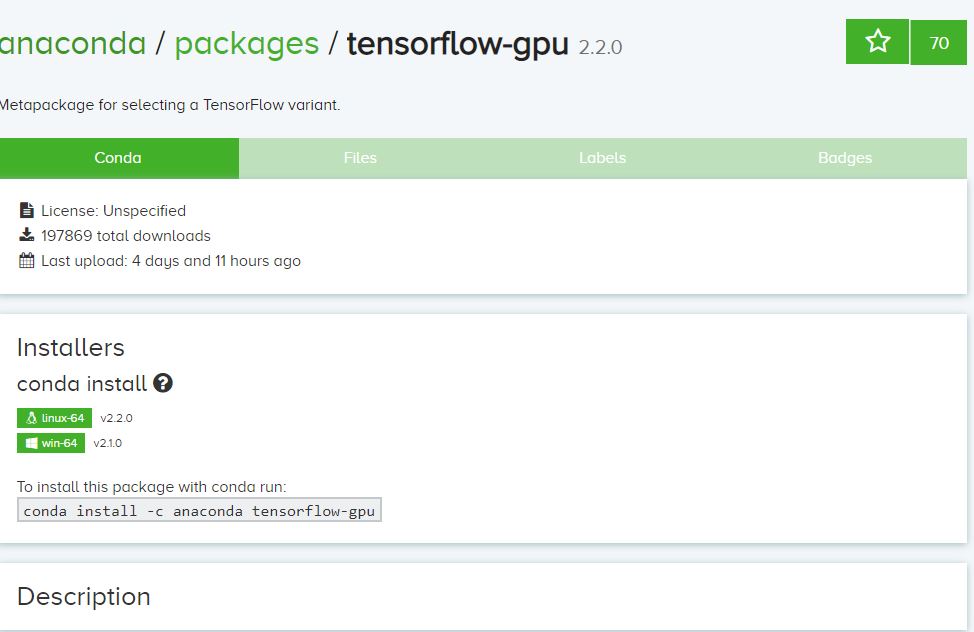 anaconda / packages / tensorflow-gpu 2.2.0
70
Metapackage for selecting a TensorFlow variant.
Conda Files Labels Badges
License: Unspecified
197869 total downloads
Last upload: 4 days and 11 hours ago
Installers
conda install ?
linux-64 v2.2.0
win-64 v2.1.0
To install this package with conda run:
conda install -c anaconda tensorflow-gpu
Description